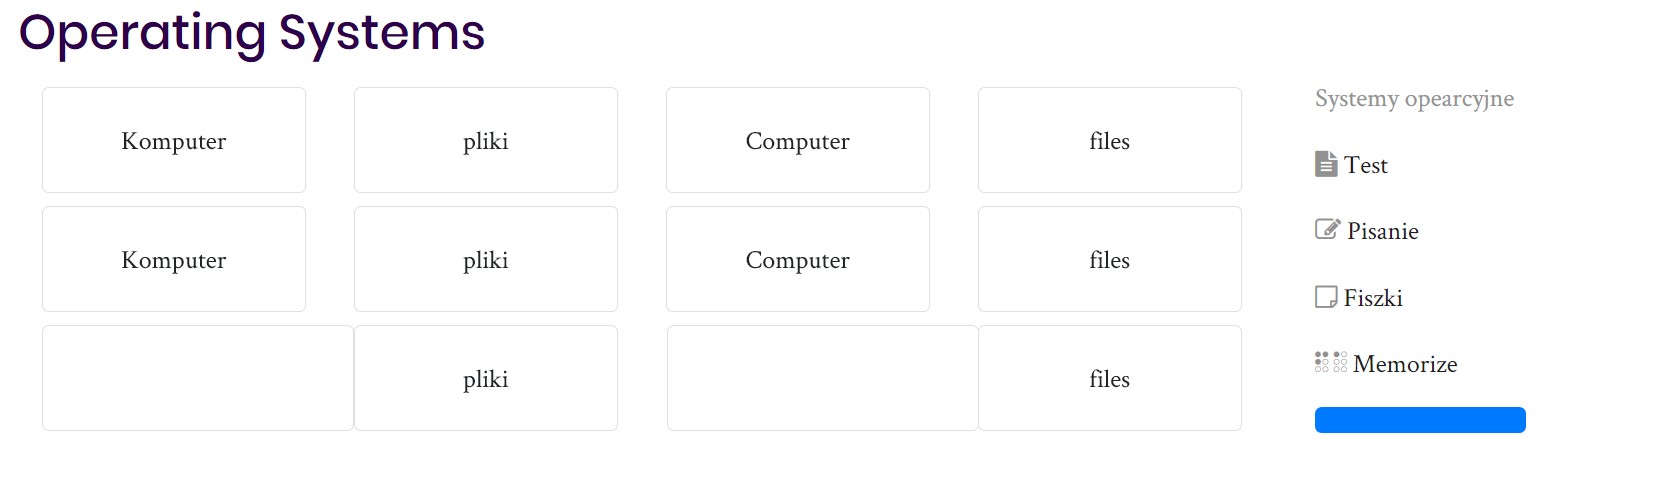 Operating Systems
Komputer pliki Computer files
Komputer pliki Computer files
pliki files
Systemy opearcyjne
Test
Pisanie
Fiszki
Memorize